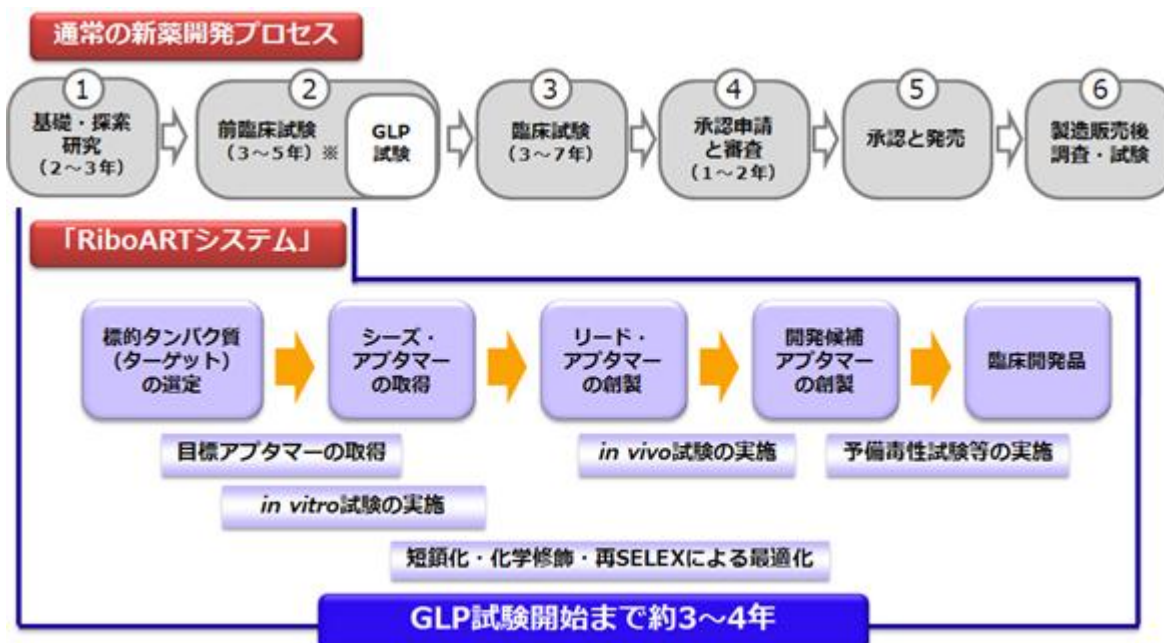 通常の新薬開発プロセス
1
基礎・探索
研究
(2~3年)
2
前臨床試験
(3~5年)※
GLP
試験
3
臨床試験
(3~7年)
4
承認申請
と審査
(1~2年)
5
承認と発売
6
製造販売後
調査・試験
「RiboARTシステム」
標的タンパク質
(ターゲット)
の選定
シーズ・
アプタマー
の取得
リード・
アプタマー
の創製
開発候補
アプタマー
の創製
臨床開発品
目標アプタマーの取得
in vivo試験の実施
予備毒性試験等の実施
in vitro試験の実施
短鎖化・化学修飾・再SELEXによる最適化
GLP試験開始まで約3~4年